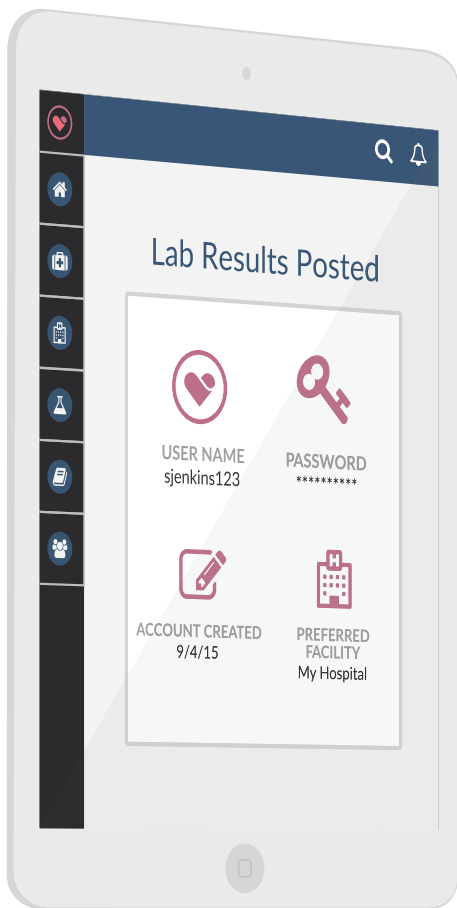 Lab Results Posted
USER NAME
sjenkins123
PASSWORD
**********
ACCOUNT CREATED
9/4/15
PREFERRED
FACILITY
My Hospital